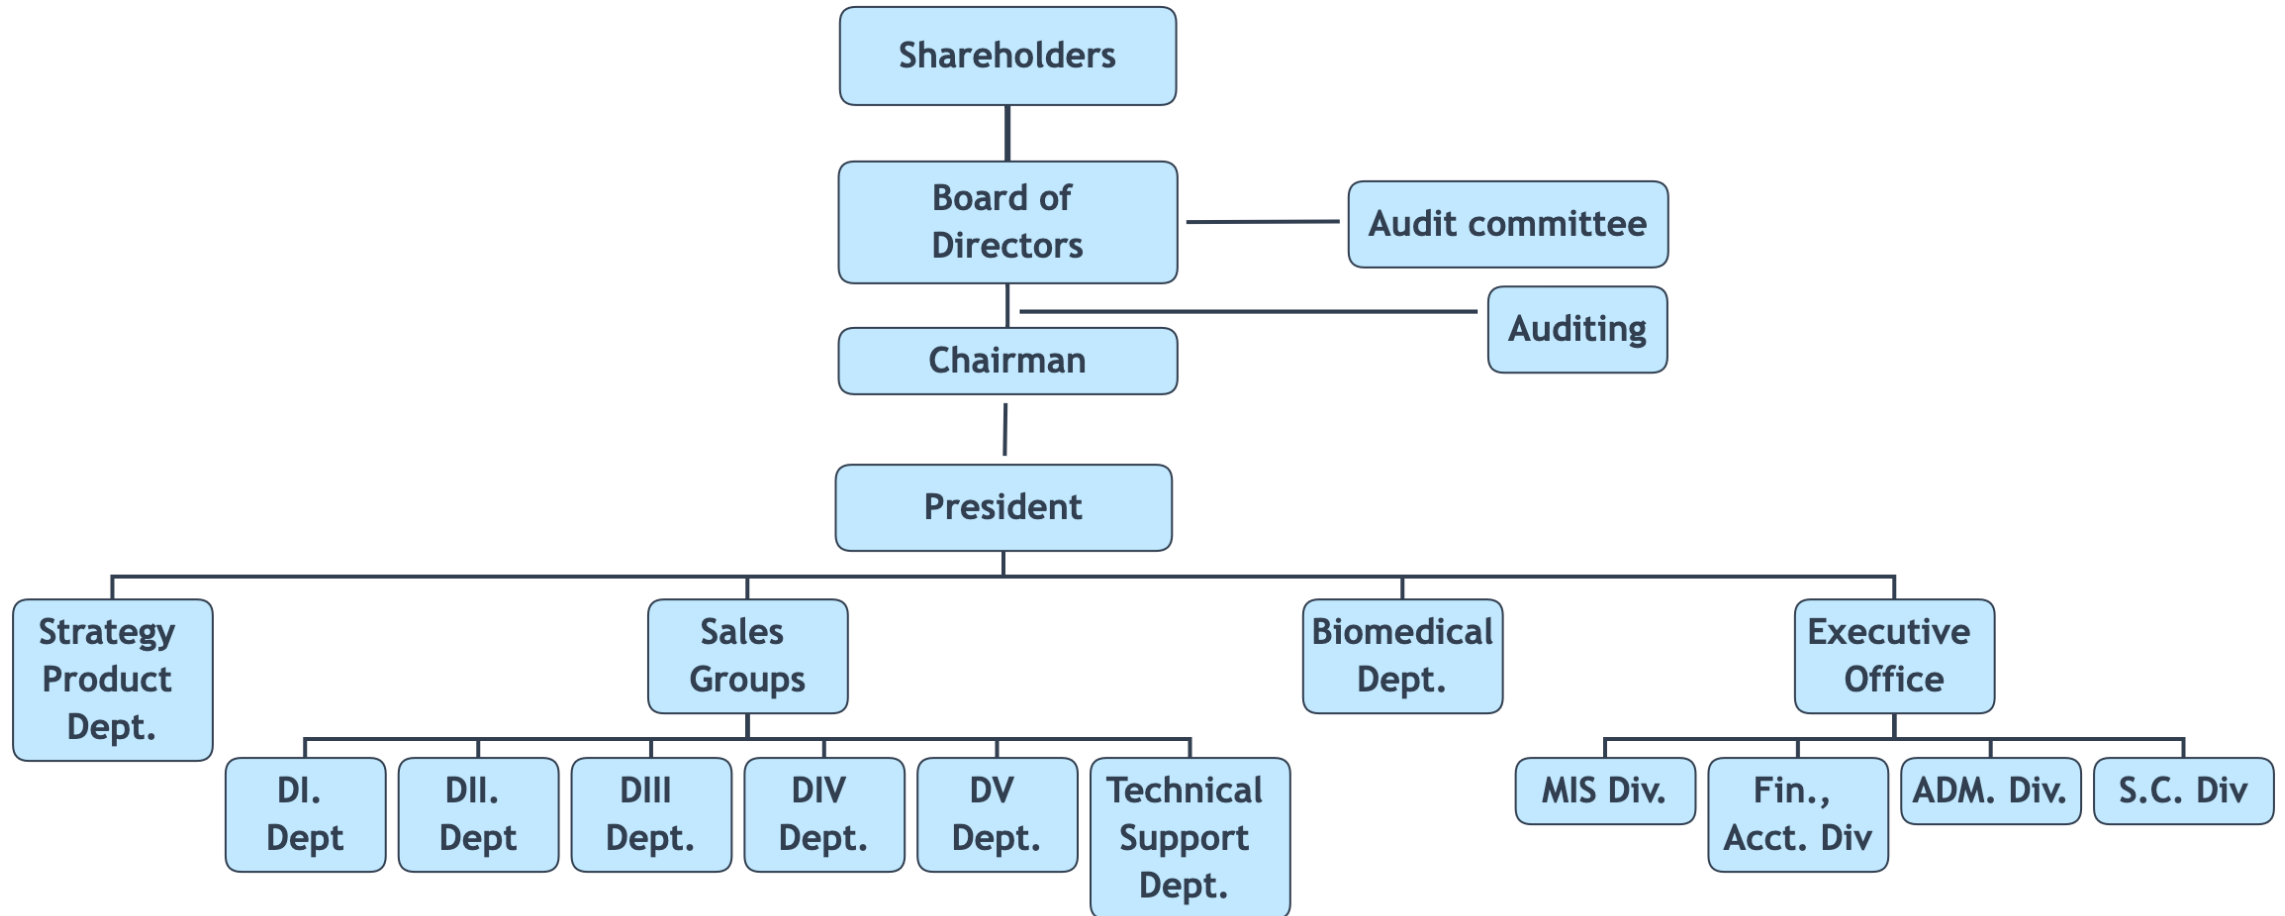 Shareholders
Board of
Directors
Audit committee
Auditing
Chairman
President
Strategy
Product
Dept.
Sales
Groups
Biomedical
Dept.
Executive
Office
DI.
Dept
DII.
Dept
DIII
Dept.
DIV
Dept.
DV
Dept.
Technical
Support
Dept.
MIS Div.
Fin.,
Acct. Div
ADM. Div.
S.C. Div